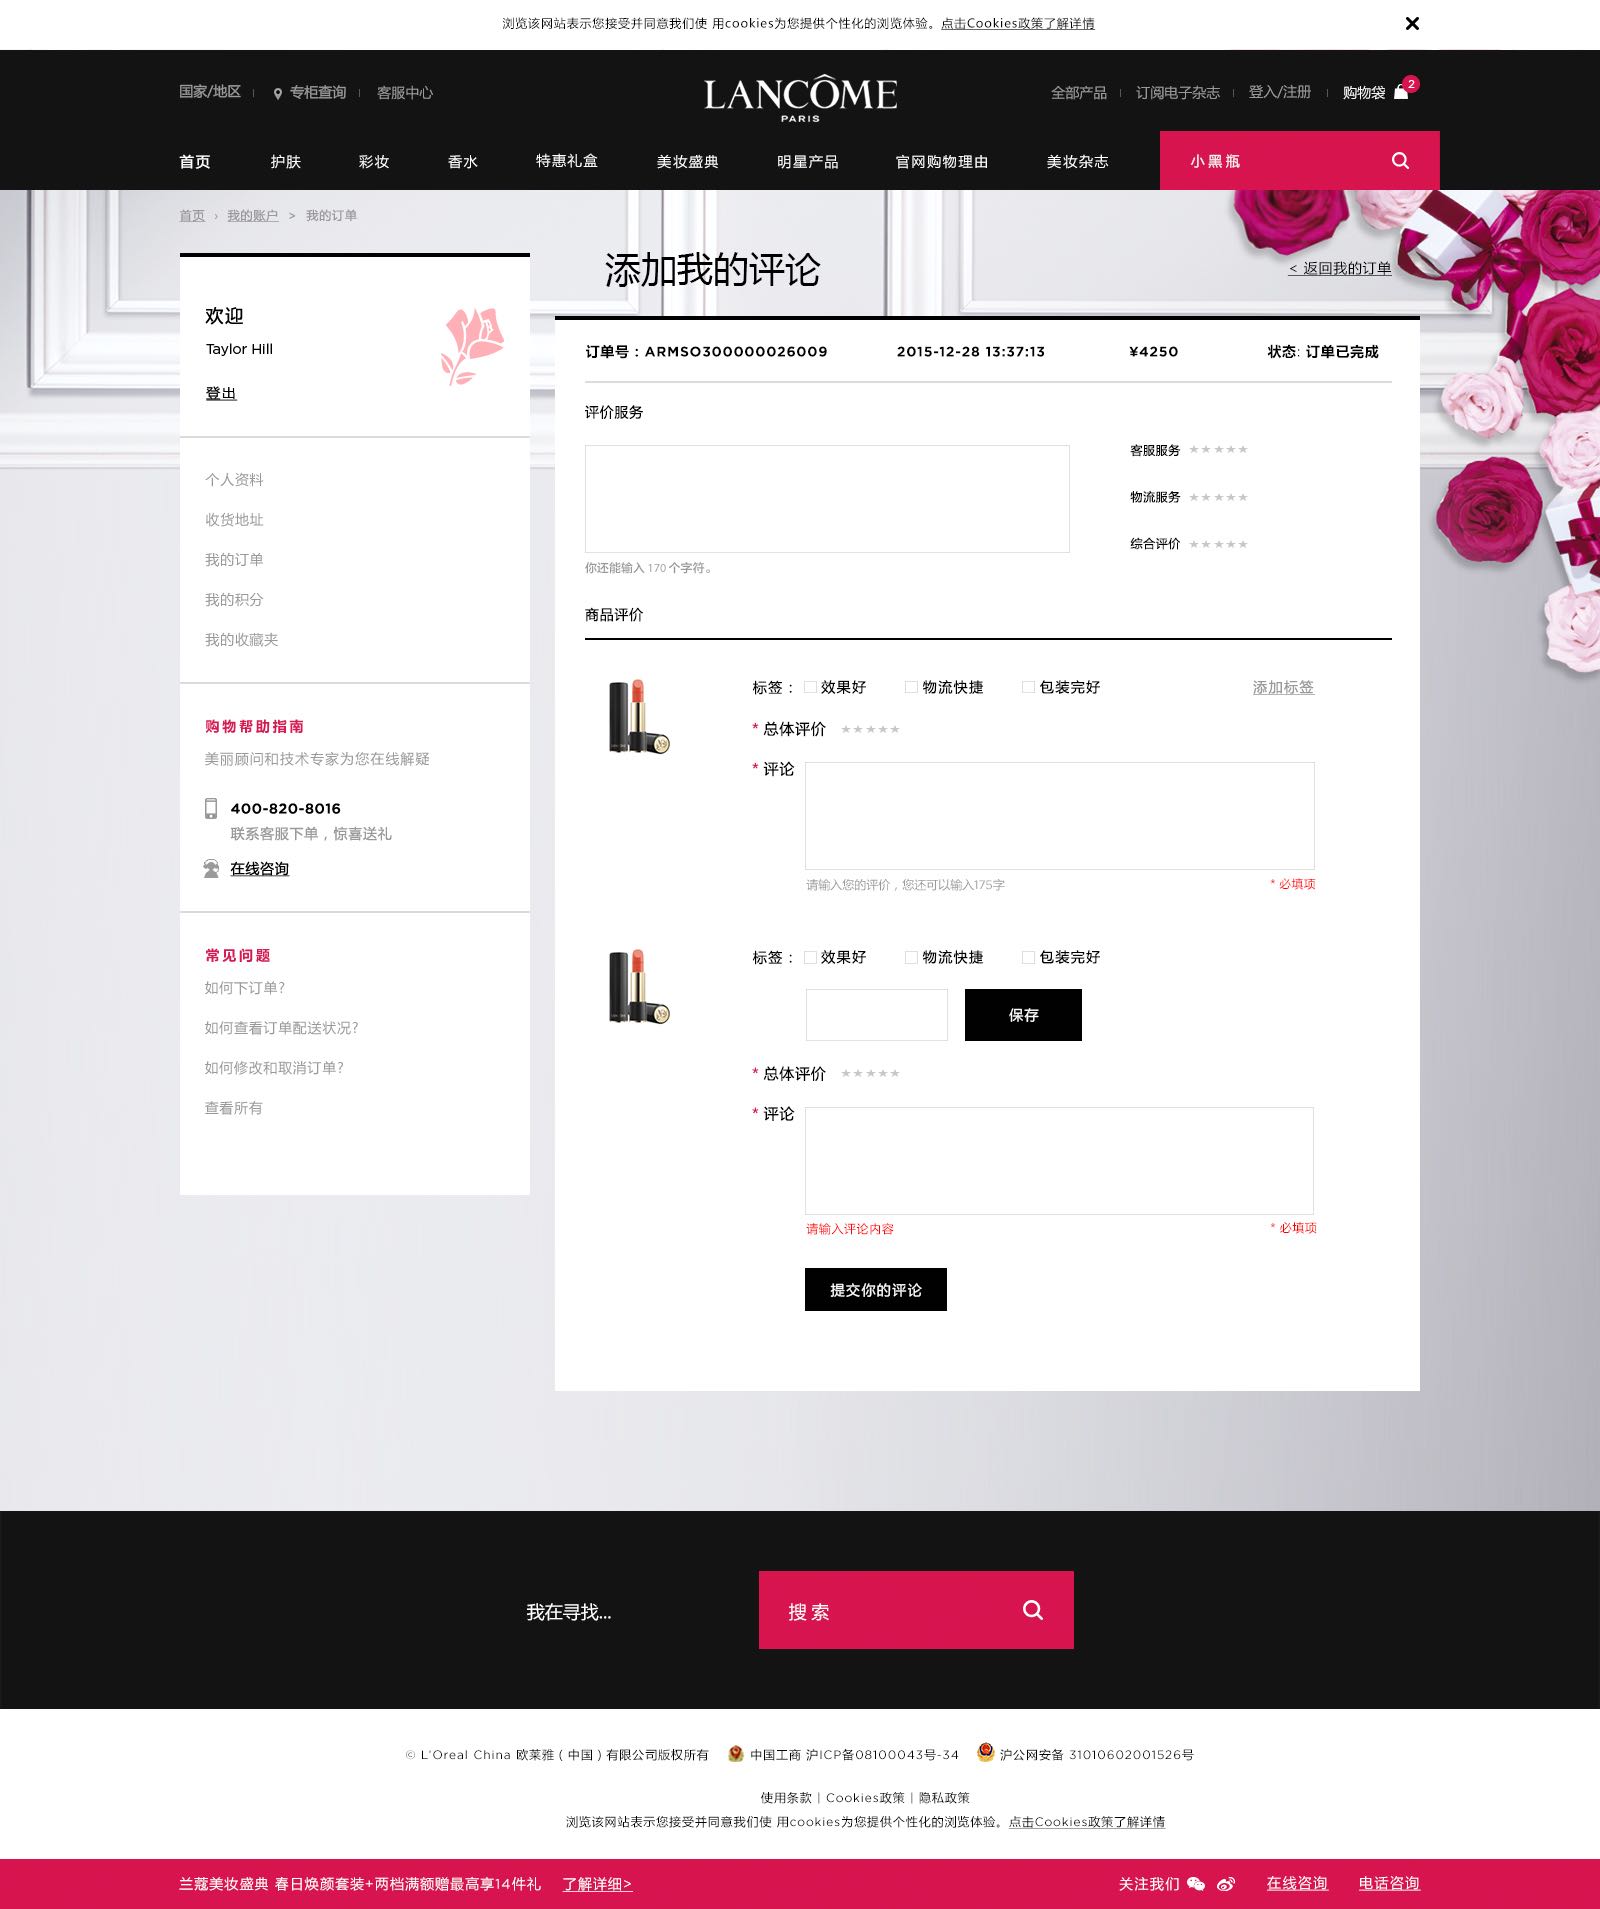 浏览该网站表示您接受并同意我们使 用cookies为您提供个性化的浏览体验。点击Cookies政策了解详情
国家/地区 专柜查询 客服中心
LANCÔME
PARIS
全部产品 订阅电子杂志 登入/注册 购物袋 2
首页 护肤 彩妆 香水 特惠礼盒 美妆盛典 明星产品 官网购物理由 美妆杂志 小黑瓶
首页 › 我的账户 > 我的订单
添加我的评论
< 返回我的订单
欢迎
Taylor Hill
登出
个人资料
收货地址
我的订单
我的积分
我的收藏夹
购物帮助指南
美丽顾问和技术专家为您在线解疑
400-820-8016
联系客服下单，惊喜送礼
在线咨询
常见问题
如何下订单?
如何查看订单配送状况?
如何修改和取消订单?
查看所有
订单号：ARMSO300000026009 2015-12-28 13:37:13 ¥4250 状态: 订单已完成
评价服务
客服服务 ★★★★★
物流服务 ★★★★★
综合评价 ★★★★★
你还能输入 170 个字符。
商品评价
标签： 效果好 物流快捷 包装完好 添加标签
* 总体评价 ★★★★★
* 评论
请输入您的评价，您还可以输入175字 * 必填项
标签： 效果好 物流快捷 包装完好
保存
* 总体评价 ★★★★★
* 评论
请输入评论内容 * 必填项
提交你的评论
我在寻找... 搜索
© L'Oreal China 欧莱雅（中国）有限公司版权所有 中国工商 沪ICP备08100043号-34 沪公网安备 31010602001526号
使用条款 | Cookies政策 | 隐私政策
浏览该网站表示您接受并同意我们使 用cookies为您提供个性化的浏览体验。点击Cookies政策了解详情
兰蔻美妆盛典 春日焕颜套装+两档满额赠最高享14件礼 了解详细> 关注我们 在线咨询 电话咨询